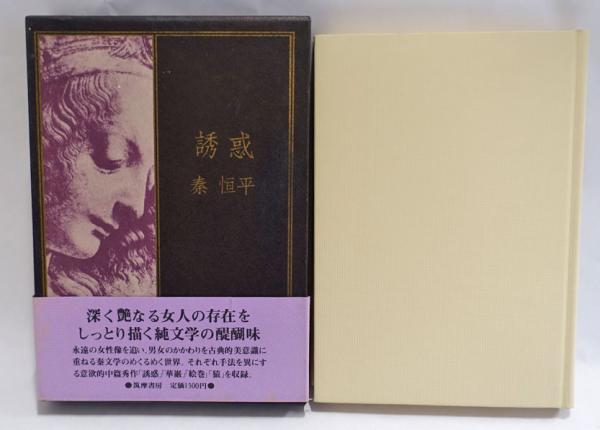 誘惑
秦 恒平
深く艶なる女人の存在を
しっとり描く純文学の醍醐味
永遠の女性像を追い、男女のかかわりを古典的美意識に
重ねる秦文学のめくるめく世界。それぞれ手法を異にす
る意欲的中篇秀作「誘惑」「華厳」「絵巻」「猿」を収録。
●筑摩書房 定価1500円●